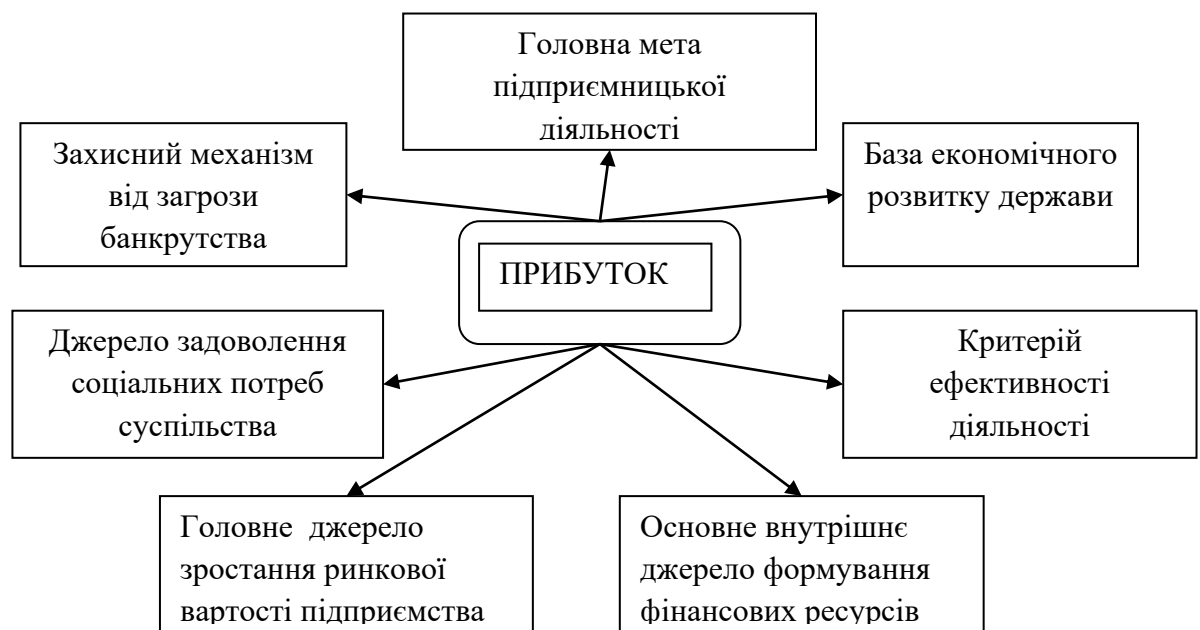 Головна мета
підприємницької
діяльності
Захисний механізм
від загрози
банкрутства
База економічного
розвитку держави
ПРИБУТОК
Джерело задоволення
соціальних потреб
суспільства
Критерій
ефективності
діяльності
Головне джерело
зростання ринкової
вартості підприємства
Основне внутрішнє
джерело формування
фінансових ресурсів